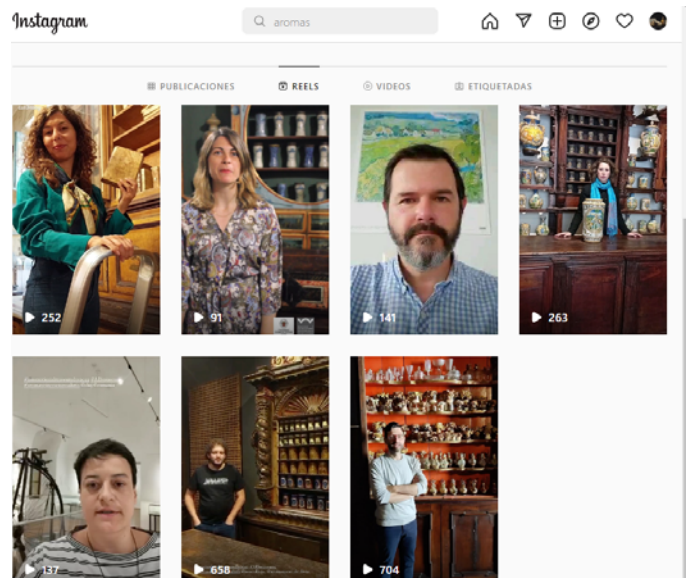 Instagram
aromas
PUBLICACIONES
REELS
VIDEOS
ETIQUETADAS
252
91
141
263
137
658
704